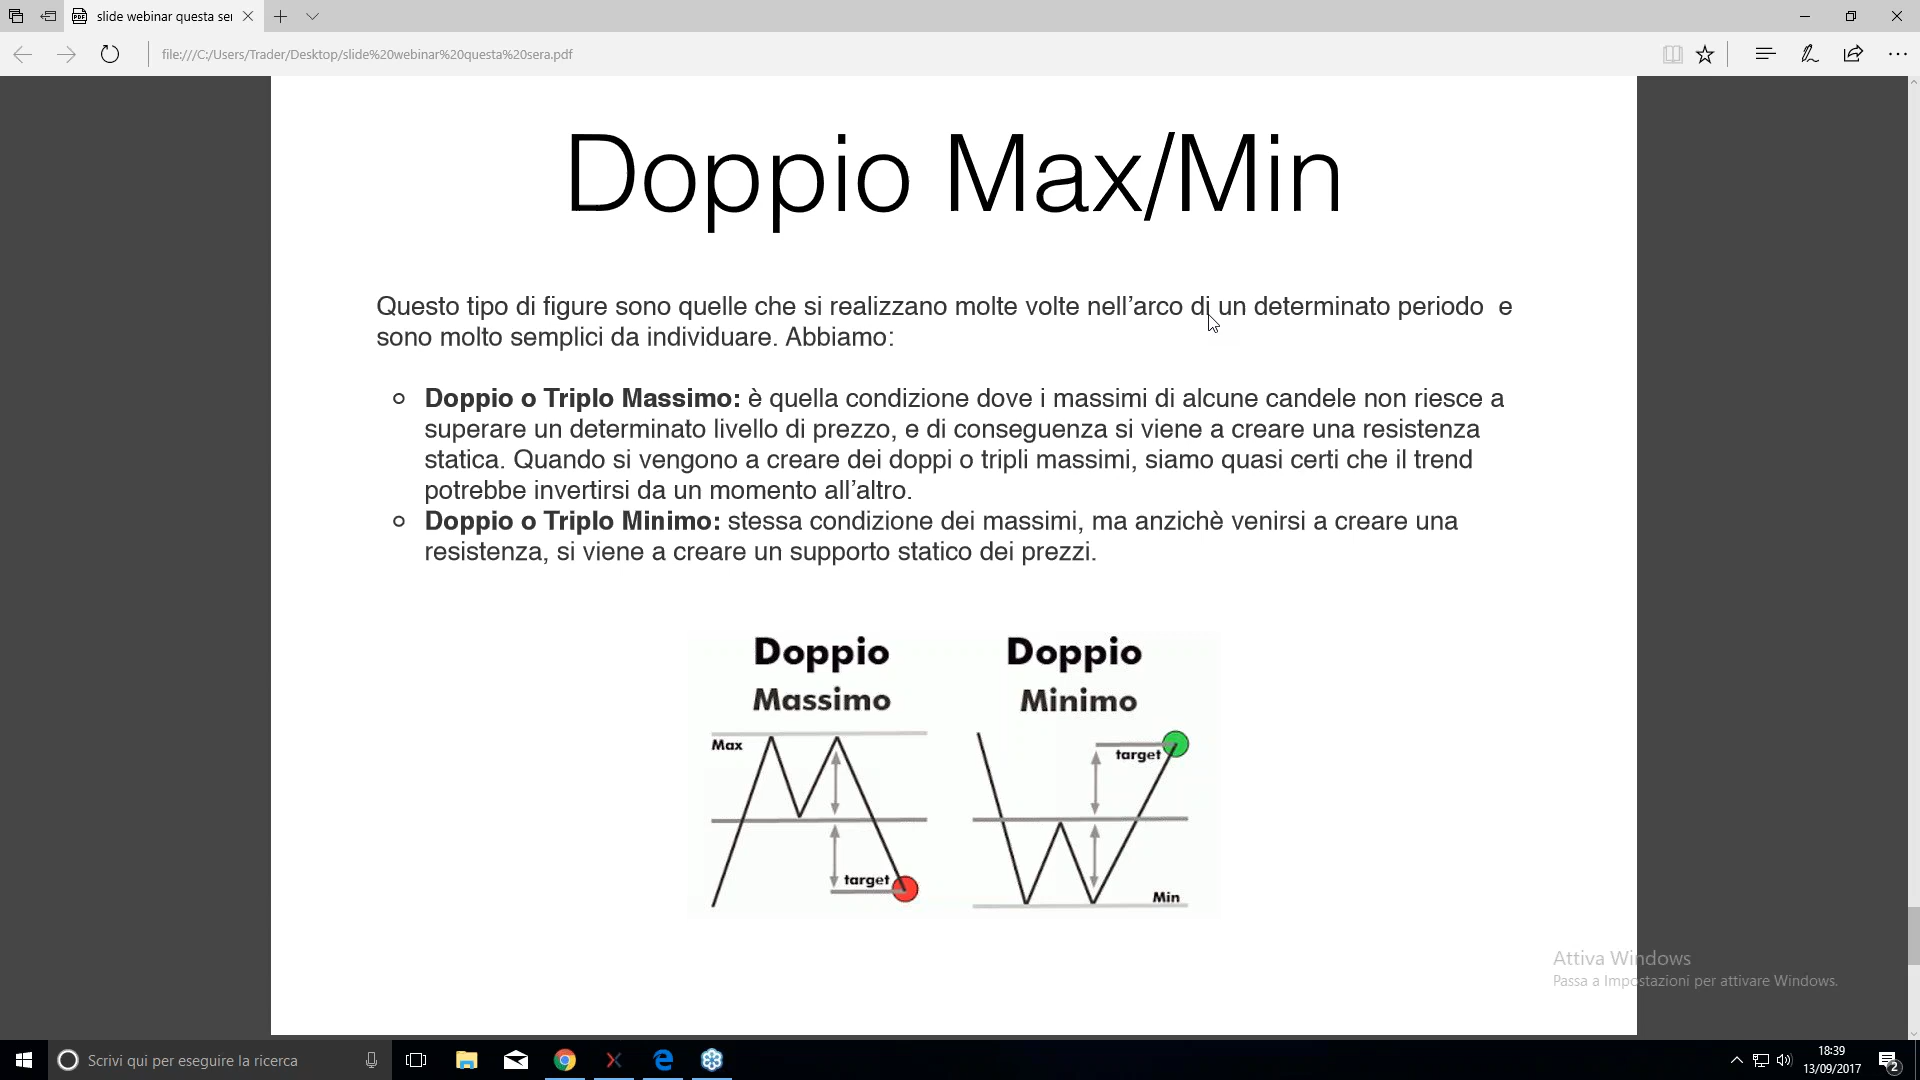 slide webinar questa se
file:///C:/Users/Trader/Desktop/slide%20webinar%20questa%20sera.pdf
Doppio Max/Min
Questo tipo di figure sono quelle che si realizzano molte volte nell’arco di un determinato periodo e
sono molto semplici da individuare. Abbiamo:
Doppio o Triplo Massimo: è quella condizione dove i massimi di alcune candele non riesce a
superare un determinato livello di prezzo, e di conseguenza si viene a creare una resistenza
statica. Quando si vengono a creare dei doppi o tripli massimi, siamo quasi certi che il trend
potrebbe invertirsi da un momento all’altro.
Doppio o Triplo Minimo: stessa condizione dei massimi, ma anzichè venirsi a creare una
resistenza, si viene a creare un supporto statico dei prezzi.
Doppio
Massimo
Max
target
Doppio
Minimo
target
Min
Attiva Windows
Passa a Impostazioni per attivare Windows.
Scrivi qui per eseguire la ricerca
18:39
13/09/2017
2